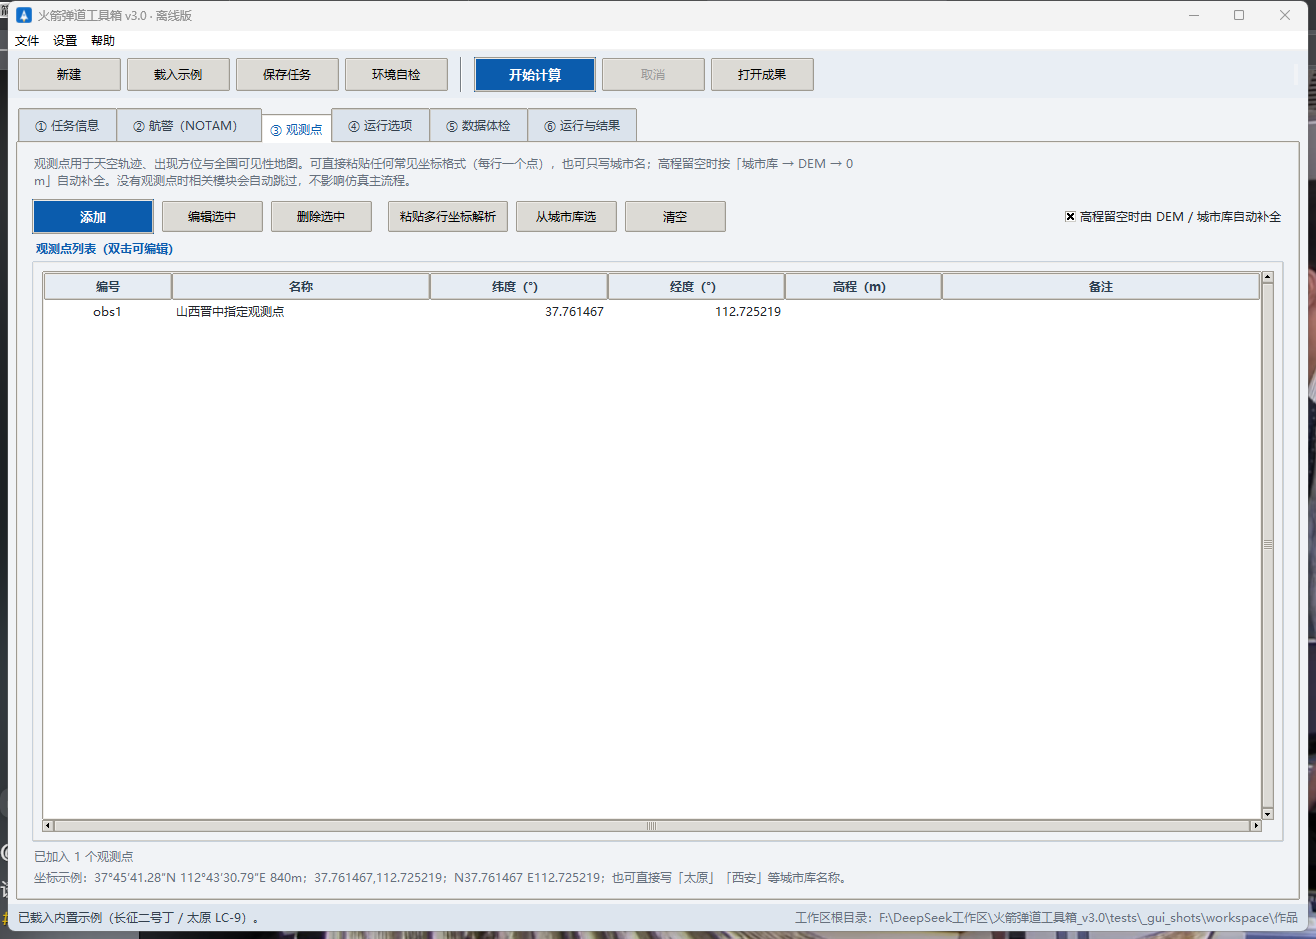 火箭弹道工具箱 v3.0 · 离线版
文件 设置 帮助
新建 载入示例 保存任务 环境自检 开始计算 取消 打开成果
① 任务信息 ② 航警（NOTAM） ③ 观测点 ④ 运行选项 ⑤ 数据体检 ⑥ 运行与结果
观测点用于天空轨迹、出现方位与全国可见性地图。可直接粘贴任何常见坐标格式（每行一个点），也可只写城市名；高程留空时按「城市库 → DEM → 0
m」自动补全。没有观测点时相关模块会自动跳过，不影响仿真主流程。
添加 编辑选中 删除选中 粘贴多行坐标解析 从城市库选 清空 高程留空时由 DEM / 城市库自动补全
观测点列表（双击可编辑）
编号 名称 纬度（°） 经度（°） 高程（m） 备注
obs1 山西晋中指定观测点 37.761467 112.725219
已加入 1 个观测点
坐标示例：37°45′41.28″N 112°43′30.79″E 840m；37.761467,112.725219；N37.761467 E112.725219；也可直接写「太原」「西安」等城市库名称。
已载入内置示例（长征二号丁 / 太原 LC-9）。 工作区根目录：F:\DeepSeek工作区\火箭弹道工具箱_v3.0\tests\_gui_shots\workspace\作品